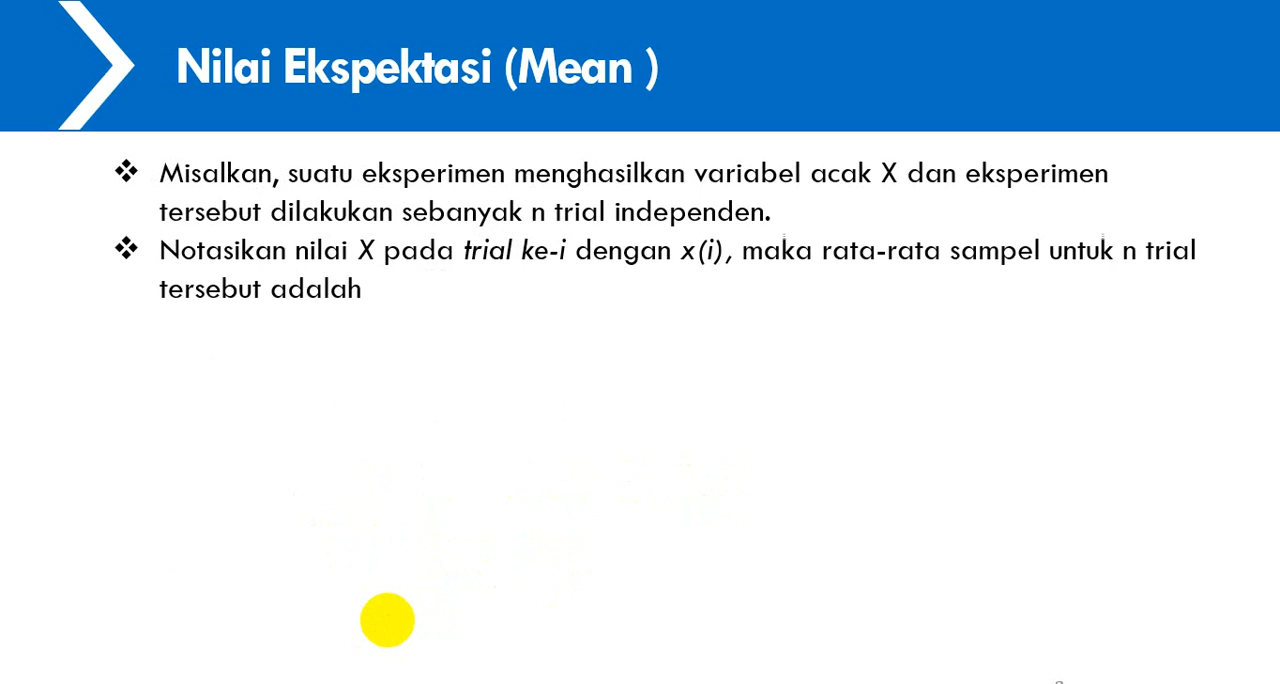 Nilai Ekspektasi (Mean )
❖ Misalkan, suatu eksperimen menghasilkan variabel acak X dan eksperimen
tersebut dilakukan sebanyak n trial independen.
❖ Notasikan nilai X pada trial ke-i dengan x(i), maka rata-rata sampel untuk n trial
tersebut adalah